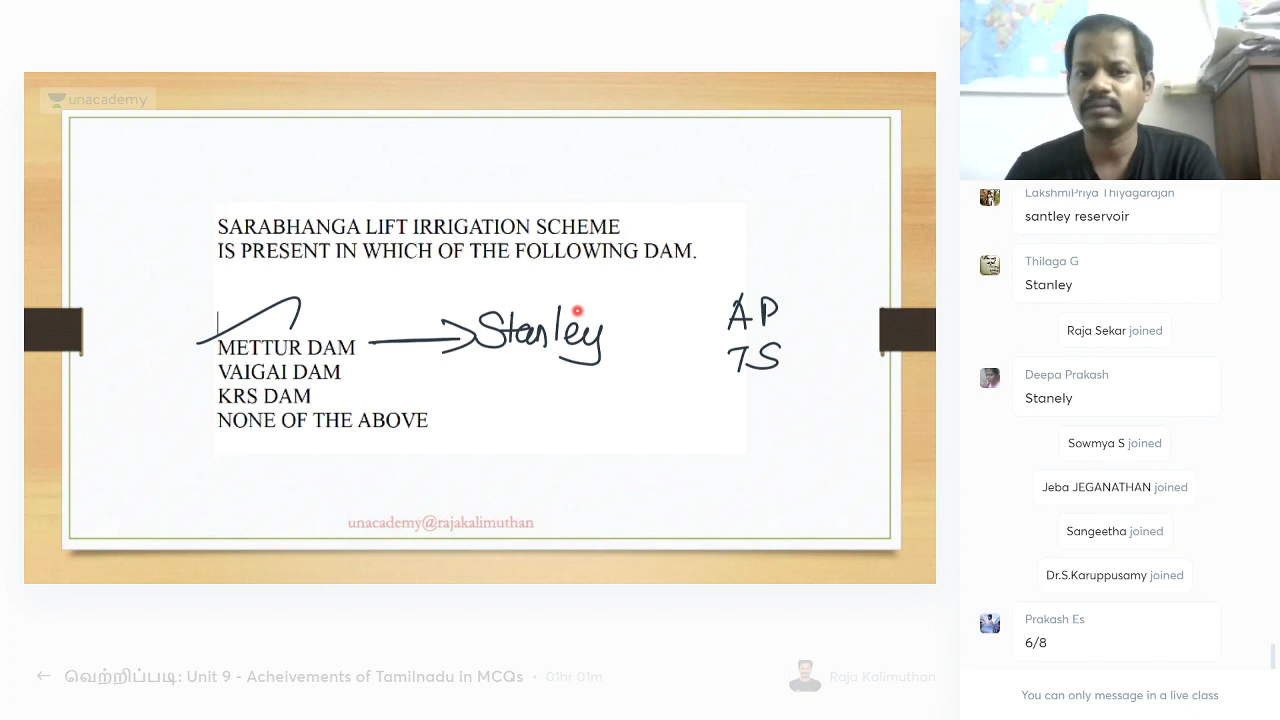 unacademy
SARABHANGA LIFT IRRIGATION SCHEME
IS PRESENT IN WHICH OF THE FOLLOWING DAM.
METTUR DAM
Stanley
AP
TS
VAIGAI DAM
KRS DAM
NONE OF THE ABOVE
unacademy@rajakalimuthan
LakshmiPriya Thiyagarajan
santley reservoir
Thilaga G
Stanley
Raja Sekar joined
Deepa Prakash
Stanely
Sowmya S joined
Jeba JEGANATHAN joined
Sangeetha joined
Dr.S.Karuppusamy joined
Prakash Es
6/8
You can only message in a live class
வெற்றிப்படி: Unit 9 - Acheivements of Tamilnadu in MCQs • 01hr 01m
Raja Kalimuthan